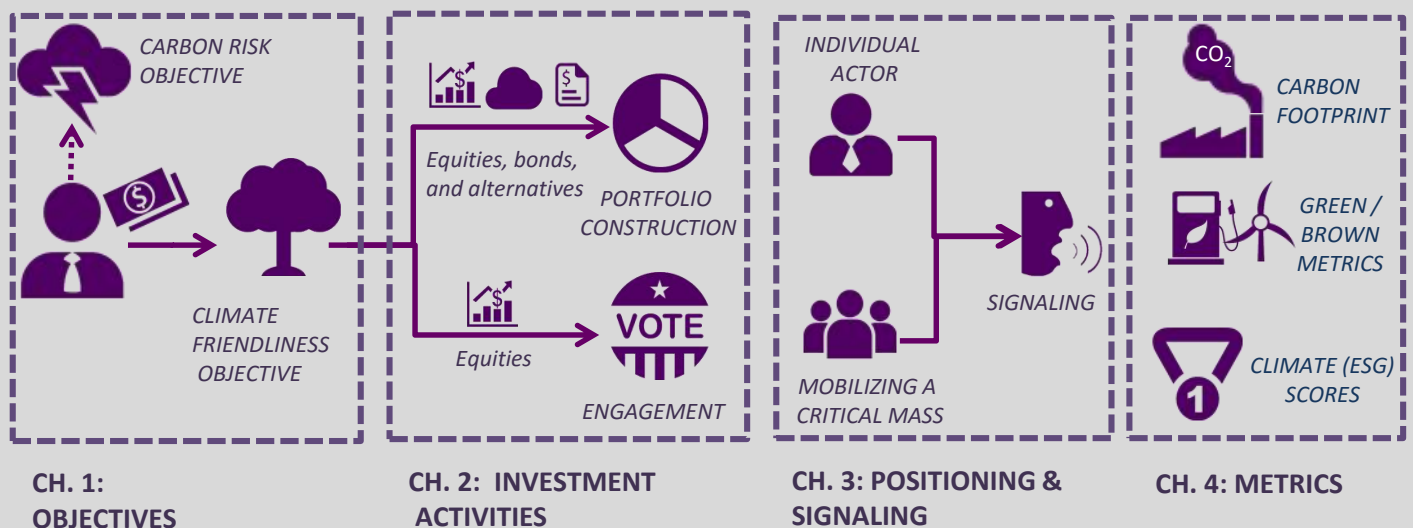 CARBON RISK
OBJECTIVE
$
CLIMATE
FRIENDLINESS
OBJECTIVE
CH. 1:
OBJECTIVES
$
$
Equities, bonds,
and alternatives
PORTFOLIO
CONSTRUCTION
$
Equities
VOTE
ENGAGEMENT
CH. 2: INVESTMENT
ACTIVITIES
INDIVIDUAL
ACTOR
SIGNALING
MOBILIZING A
CRITICAL MASS
CH. 3: POSITIONING &
SIGNALING
CO₂
CARBON
FOOTPRINT
GREEN /
BROWN
METRICS
1
CLIMATE (ESG)
SCORES
CH. 4: METRICS